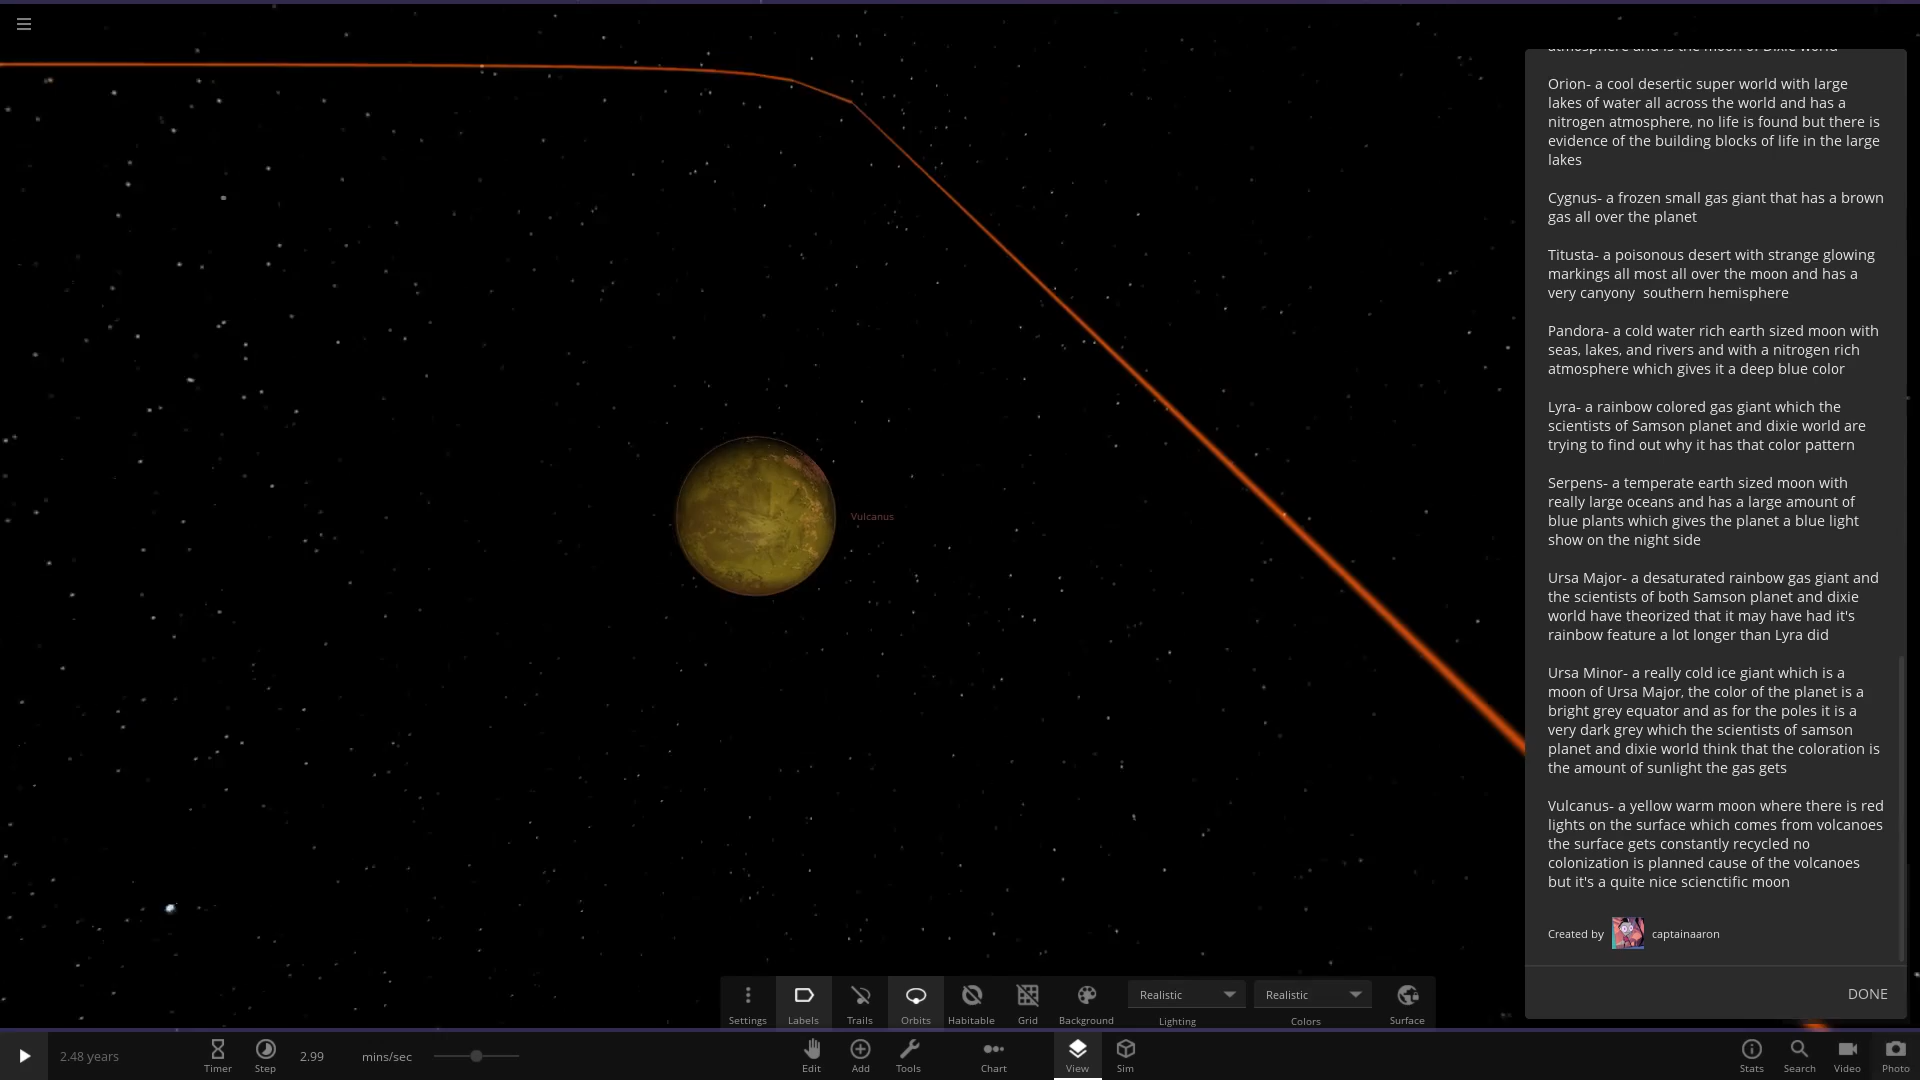 atmosphere and is the moon of Dixie world
Orion- a cool desertic super world with large
lakes of water all across the world and has a
nitrogen atmosphere, no life is found but there is
evidence of the building blocks of life in the large
lakes
Cygnus- a frozen small gas giant that has a brown
gas all over the planet
Titusta- a poisonous desert with strange glowing
markings all most all over the moon and has a
very canyony  southern hemisphere
Pandora- a cold water rich earth sized moon with
seas, lakes, and rivers and with a nitrogen rich
atmosphere which gives it a deep blue color
Lyra- a rainbow colored gas giant which the
scientists of Samson planet and dixie world are
trying to find out why it has that color pattern
Serpens- a temperate earth sized moon with
really large oceans and has a large amount of
blue plants which gives the planet a blue light
show on the night side
Ursa Major- a desaturated rainbow gas giant and
the scientists of both Samson planet and dixie
world have theorized that it may have had it's
rainbow feature a lot longer than Lyra did
Ursa Minor- a really cold ice giant which is a
moon of Ursa Major, the color of the planet is a
bright grey equator and as for the poles it is a
very dark grey which the scientists of samson
planet and dixie world think that the coloration is
the amount of sunlight the gas gets
Vulcanus- a yellow warm moon where there is red
lights on the surface which comes from volcanoes
the surface gets constantly recycled no
colonization is planned cause of the volcanoes
but it's a quite nice scienctific moon
Created by captainaaron
DONE
Vulcanus
Realistic Realistic
Settings Labels Trails Orbits Habitable Grid Background Lighting Colors Surface
2.48 years 2.99 mins/sec
Timer Step Edit Add Tools Chart View Sim Stats Search Video Photo